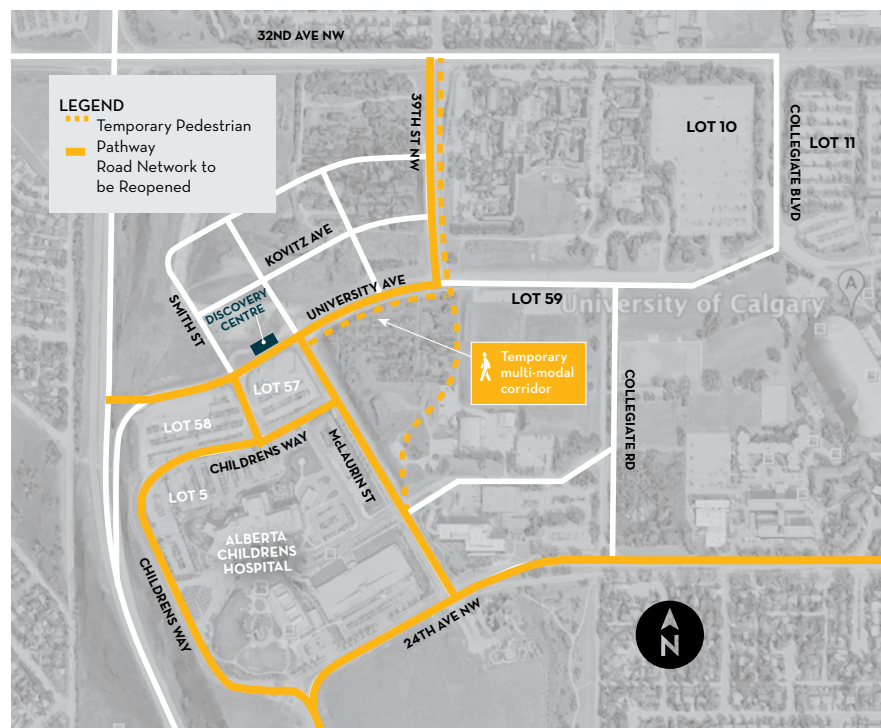 32ND AVE NW
LEGEND
Temporary Pedestrian
Pathway
Road Network to
be Reopened
39TH ST NW
LOT 10
COLLEGIATE BLVD
LOT 11
KOVITZ AVE
SMITH ST
DISCOVERY
CENTRE
UNIVERSITY AVE
LOT 59
University of Calgary
A
Temporary
multi-modal
corridor
LOT 57
LOT 58
CHILDRENS WAY
McLAURIN ST
COLLEGIATE RD
LOT 5
ALBERTA
CHILDRENS
HOSPITAL
CHILDRENS WAY
24TH AVE NW
N